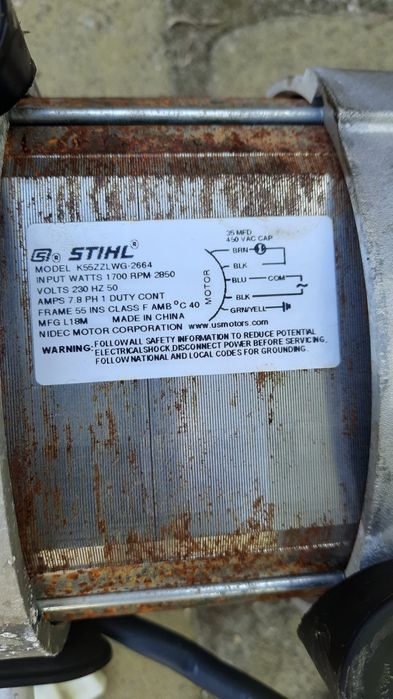 STIHL®
MODEL K55ZZLWG-2664
INPUT WATTS 1700 RPM 2850
VOLTS 230 HZ 50
AMPS 7.8 PH 1 DUTY CONT
FRAME 55 INS CLASS F AMB °C 40
MFG L18M MADE IN CHINA
NIDEC MOTOR CORPORATION www.usmotors.com
WARNING: FOLLOW ALL SAFETY INFORMATION TO REDUCE POTENTIAL
ELECTRICAL SHOCK, DISCONNECT POWER BEFORE SERVICING.
FOLLOW NATIONAL AND LOCAL CODES FOR GROUNDING.
35 MFD
450 VAC CAP
MOTOR
BRN
BLK
BLU COM
BLK
GRN/YELL